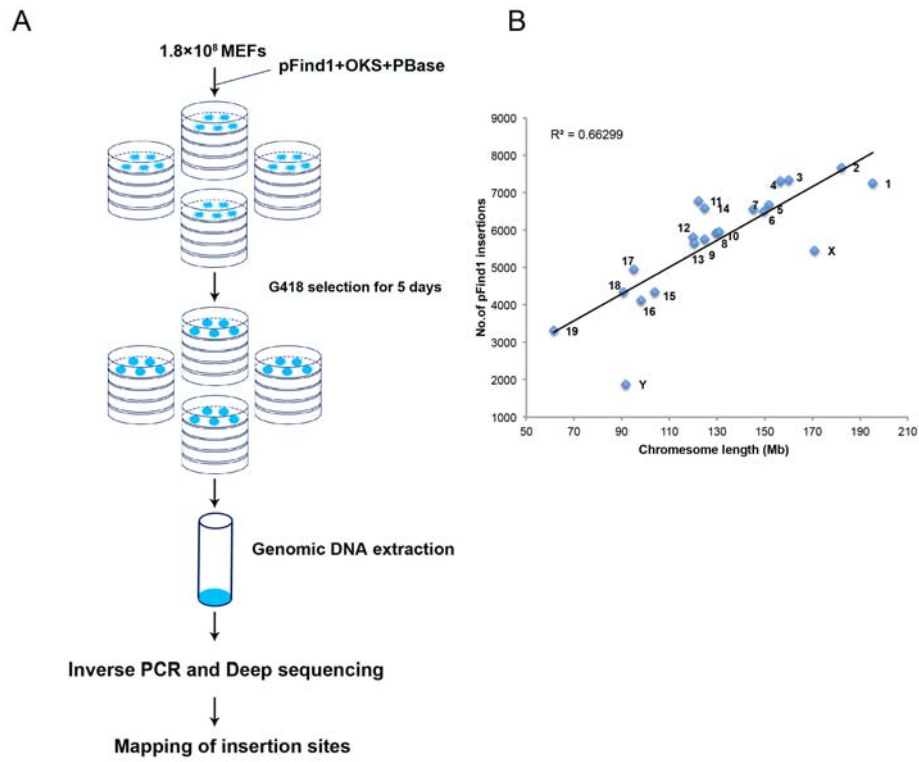 A
1.8×10⁸ MEFs
pFind1+OKS+PBase
G418 selection for 5 days
Genomic DNA extraction
Inverse PCR and Deep sequencing
Mapping of insertion sites
B
R² = 0.66299
No.of pFind1 insertions
9000
8000
7000
6000
5000
4000
3000
2000
1000
1
2
3
4
5
6
7
8
9
10
11
14
12
13
15
16
17
18
19
X
Y
50 70 90 110 130 150 170 190 210
Chromesome length (Mb)